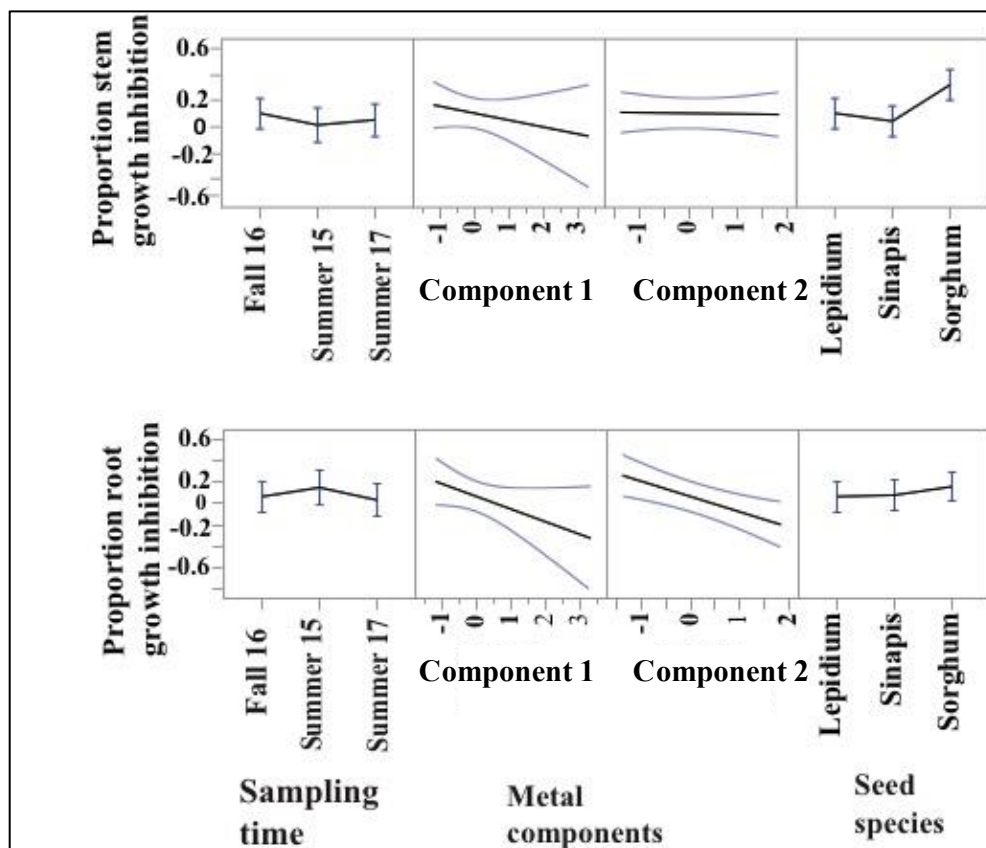 Proportion stem
growth inhibition
0.6
0.2
0
-0.2
-0.6
Fall 16
Summer 15
Summer 17
-1
0
1
2
3
Component 1
-1
0
1
2
Component 2
Lepidium
Sinapis
Sorghum
Proportion root
growth inhibition
0.6
0.2
0
-0.2
-0.6
Fall 16
Summer 15
Summer 17
-1
0
1
2
3
Component 1
-1
0
1
2
Component 2
Lepidium
Sinapis
Sorghum
Sampling
time
Metal
components
Seed
species